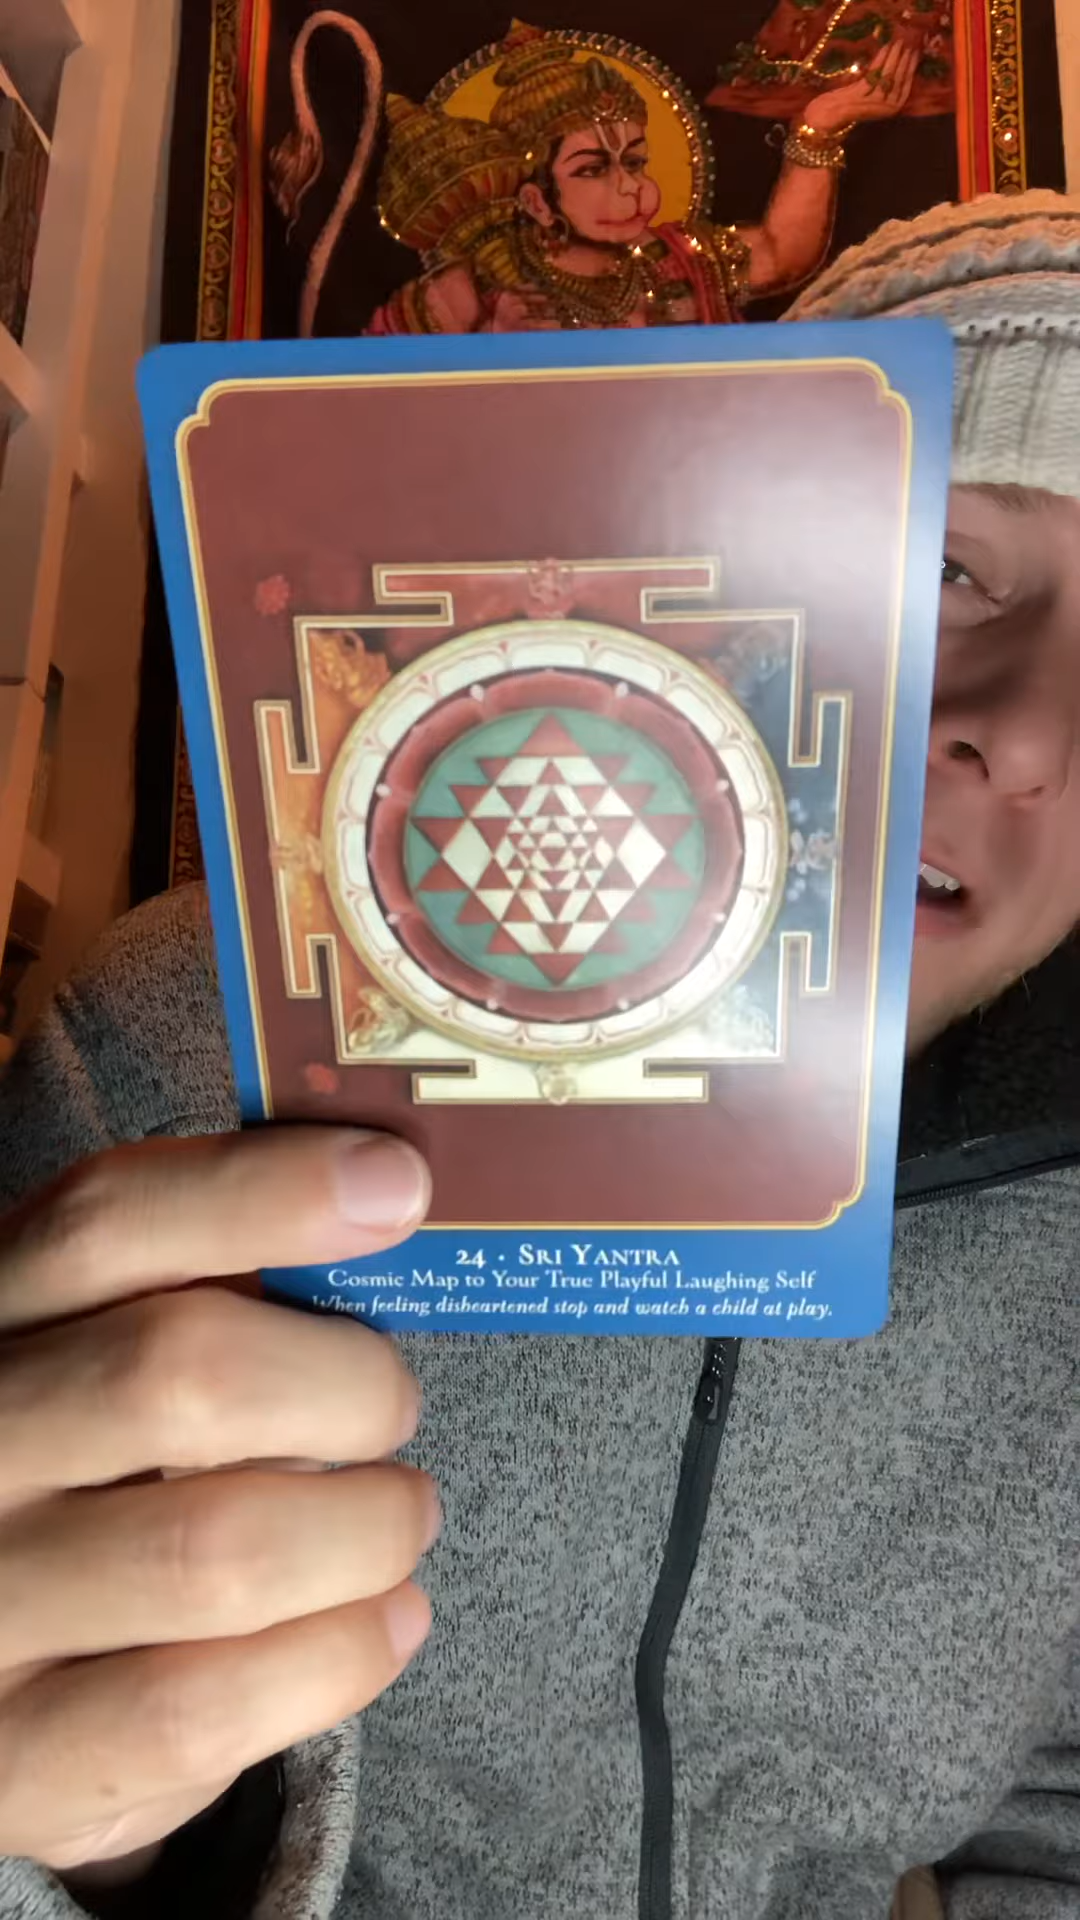 24 · Sri Yantra
Cosmic Map to Your True Playful Laughing Self
When feeling disheartened stop and watch a child at play.